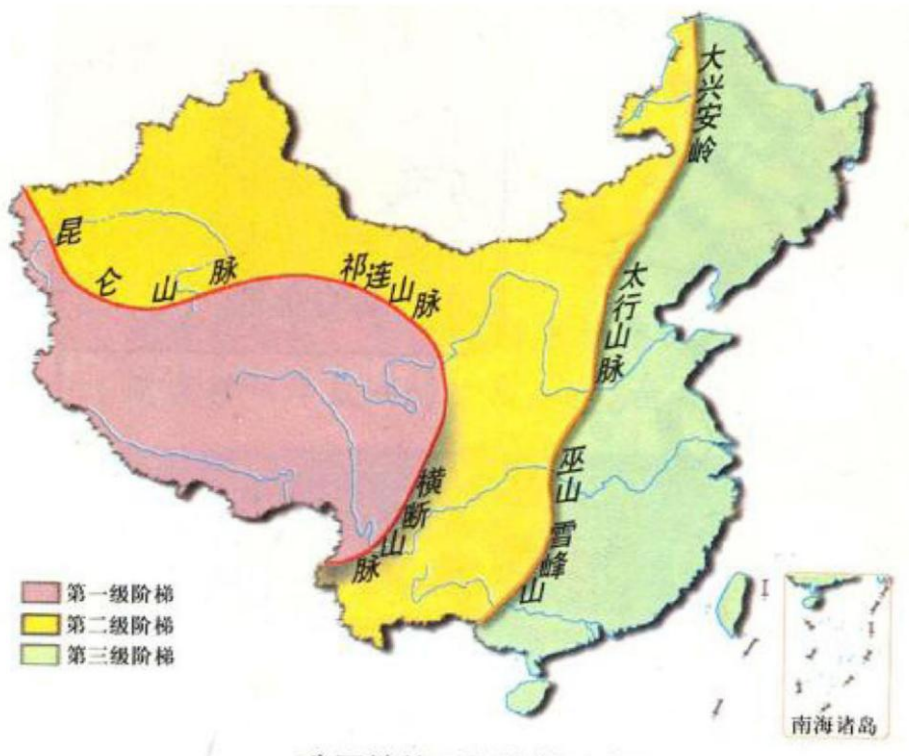 大兴安岭
昆仑山脉
祁连山脉
太行山脉
巫山
横断山脉
雪峰山
第一级阶梯
第二级阶梯
第三级阶梯
南海诸岛